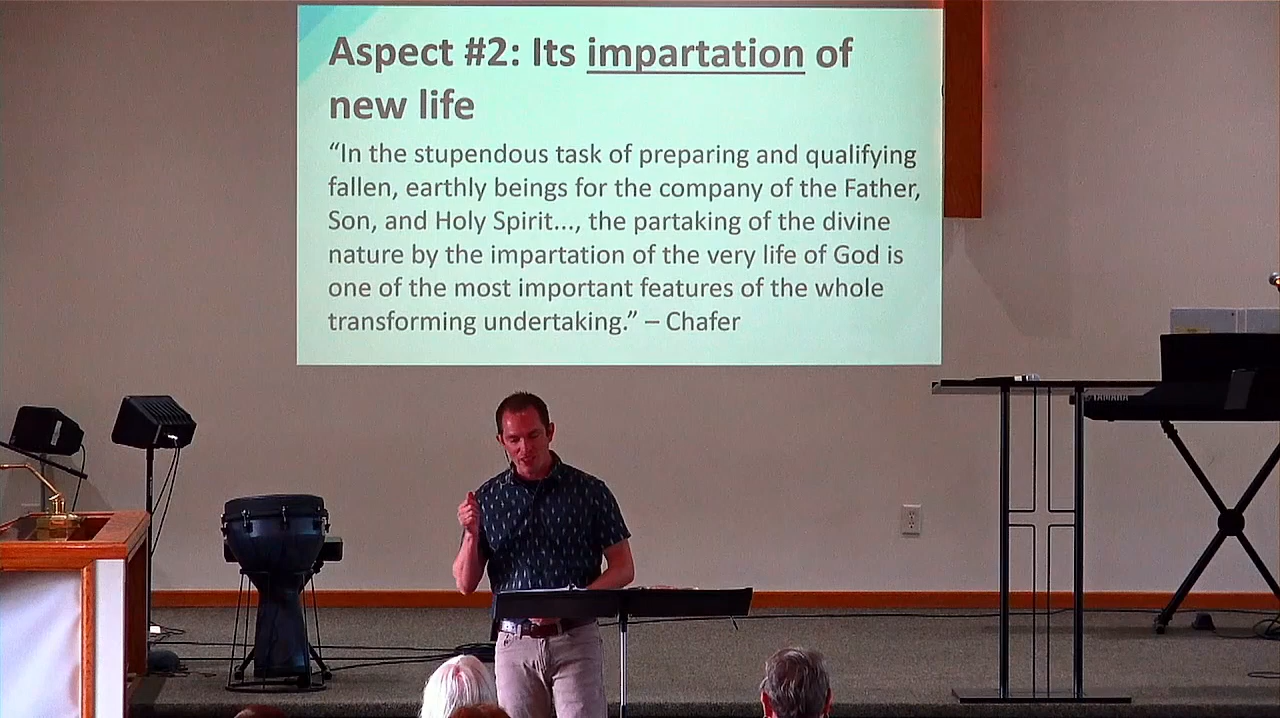 Aspect #2: Its impartation of
new life
“In the stupendous task of preparing and qualifying
fallen, earthly beings for the company of the Father,
Son, and Holy Spirit..., the partaking of the divine
nature by the impartation of the very life of God is
one of the most important features of the whole
transforming undertaking.” – Chafer
YAMAHA